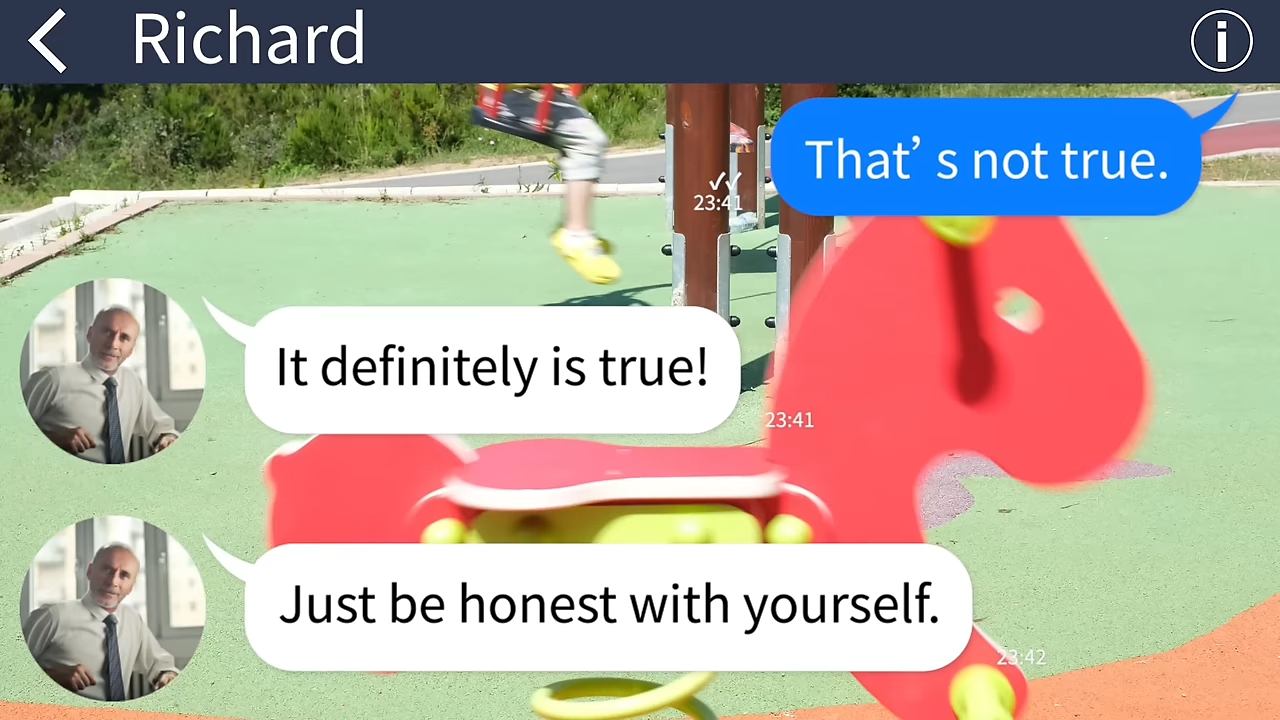 Richard
That’s not true.
23:41
It definitely is true!
23:41
Just be honest with yourself.
23:42